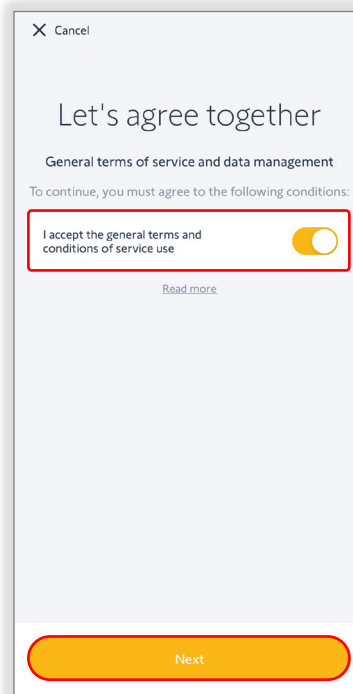 Cancel
Let's agree together
General terms of service and data management
To continue, you must agree to the following conditions:
I accept the general terms and
conditions of service use
Read more
Next